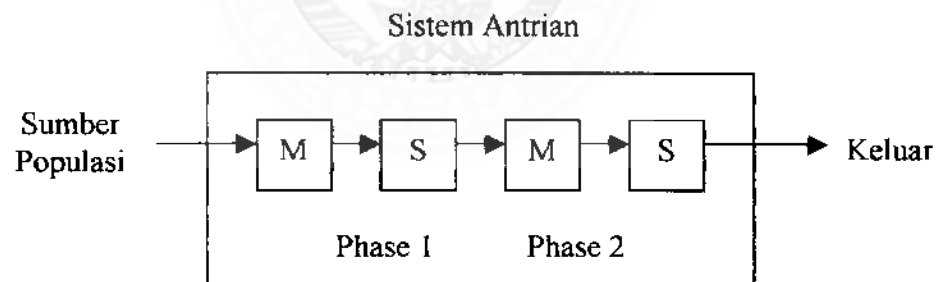 Sistem Antrian
Sumber
Populasi
M
S
M
S
Keluar
Phase 1
Phase 2